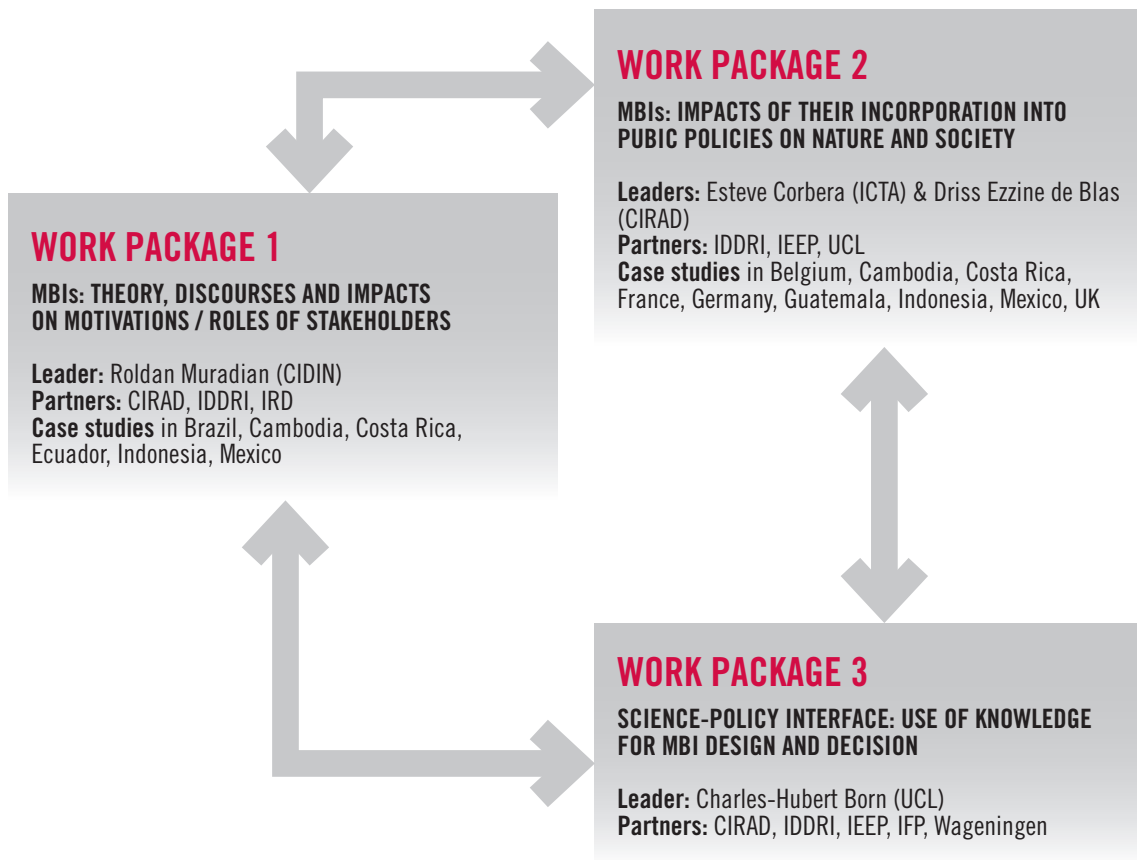 WORK PACKAGE 1
MBIs: THEORY, DISCOURSES AND IMPACTS
ON MOTIVATIONS / ROLES OF STAKEHOLDERS
Leader: Roldan Muradian (CIDIN)
Partners: CIRAD, IDDRI, IRD
Case studies in Brazil, Cambodia, Costa Rica,
Ecuador, Indonesia, Mexico
WORK PACKAGE 2
MBIs: IMPACTS OF THEIR INCORPORATION INTO
PUBIC POLICIES ON NATURE AND SOCIETY
Leaders: Esteve Corbera (ICTA) & Driss Ezzine de Blas
(CIRAD)
Partners: IDDRI, IEEP, UCL
Case studies in Belgium, Cambodia, Costa Rica,
France, Germany, Guatemala, Indonesia, Mexico, UK
WORK PACKAGE 3
SCIENCE-POLICY INTERFACE: USE OF KNOWLEDGE
FOR MBI DESIGN AND DECISION
Leader: Charles-Hubert Born (UCL)
Partners: CIRAD, IDDRI, IEEP, IFP, Wageningen